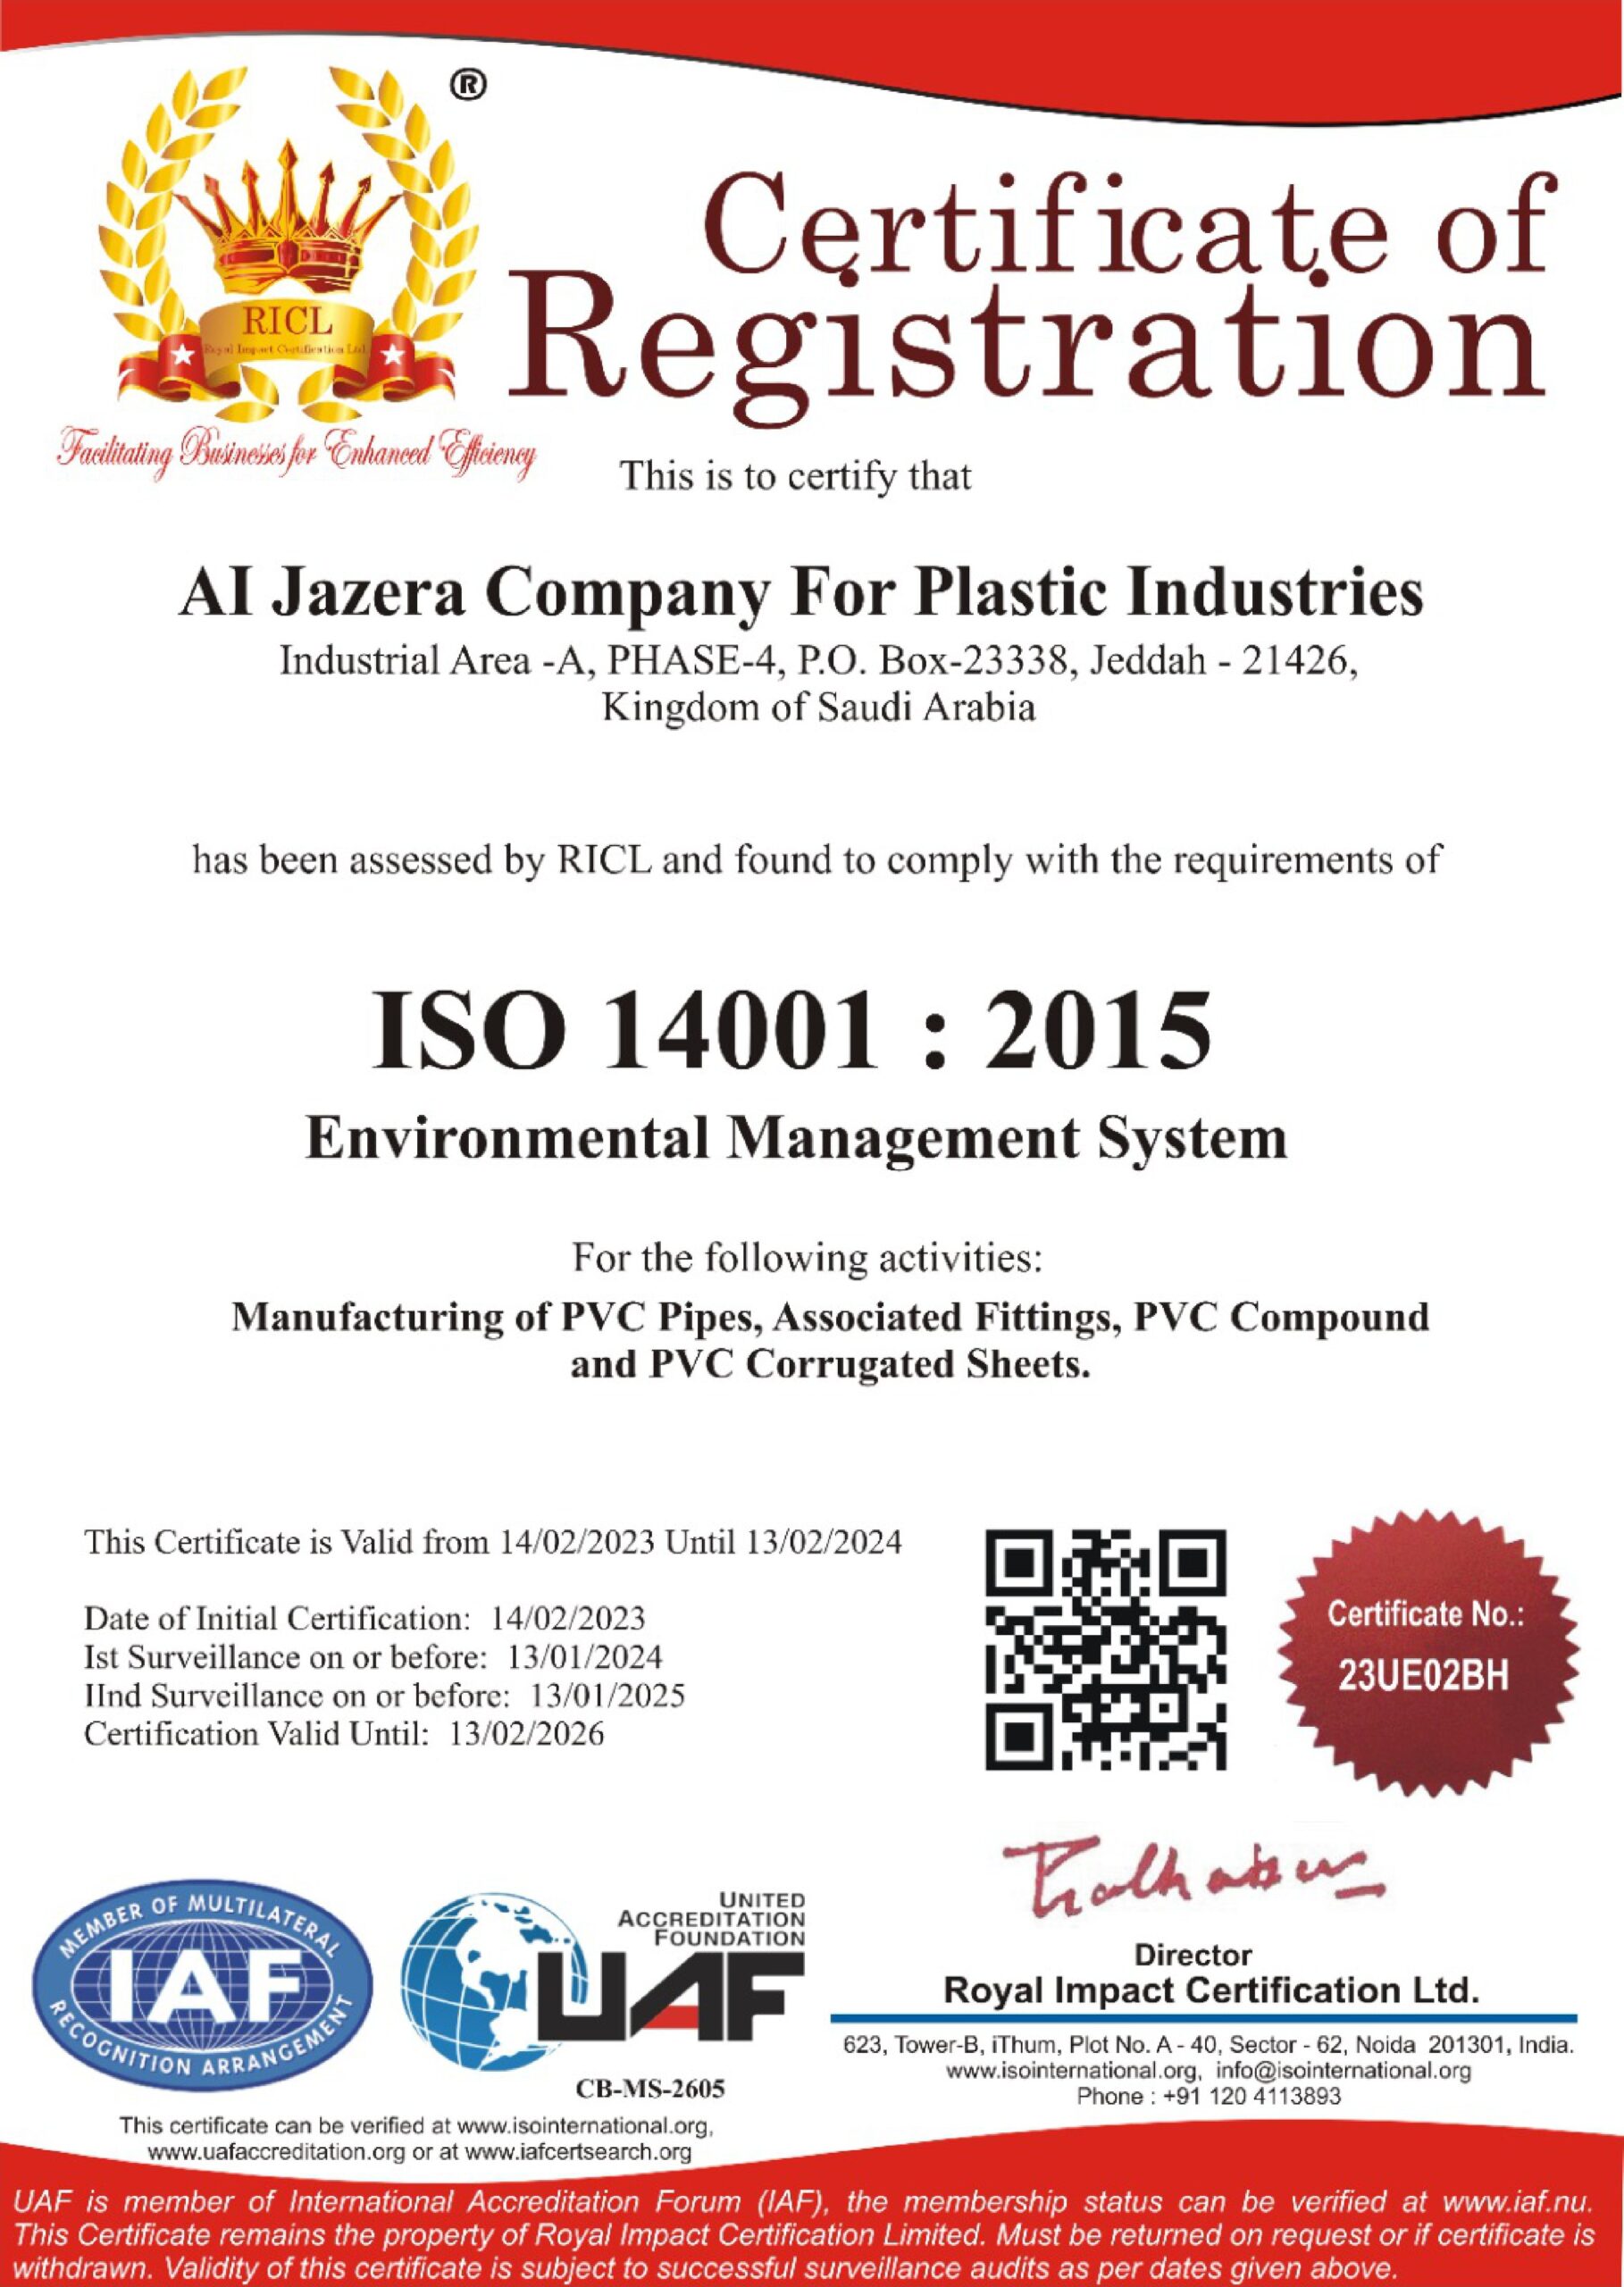 ®
RICL
Royal Impact Certification Ltd.
Facilitating Businesses for Enhanced Efficiency
Certificate of
Registration
This is to certify that
AI Jazera Company For Plastic Industries
Industrial Area -A, PHASE-4, P.O. Box-23338, Jeddah - 21426,
Kingdom of Saudi Arabia
has been assessed by RICL and found to comply with the requirements of
ISO 14001 : 2015
Environmental Management System
For the following activities:
Manufacturing of PVC Pipes, Associated Fittings, PVC Compound
and PVC Corrugated Sheets.
This Certificate is Valid from 14/02/2023 Until 13/02/2024
Date of Initial Certification: 14/02/2023
Ist Surveillance on or before: 13/01/2024
IInd Surveillance on or before: 13/01/2025
Certification Valid Until: 13/02/2026
Certificate No.:
23UE02BH
MEMBER OF MULTILATERAL
IAF
RECOGNITION ARRANGEMENT
UNITED
ACCREDITATION
FOUNDATION
UAF
CB-MS-2605
This certificate can be verified at www.isointernational.org,
www.uafaccreditation.org or at www.iafcertsearch.org
Director
Royal Impact Certification Ltd.
623, Tower-B, iThum, Plot No. A - 40, Sector - 62, Noida 201301, India.
www.isointernational.org, info@isointernational.org
Phone : +91 120 4113893
UAF is member of International Accreditation Forum (IAF), the membership status can be verified at www.iaf.nu.
This Certificate remains the property of Royal Impact Certification Limited. Must be returned on request or if certificate is
withdrawn. Validity of this certificate is subject to successful surveillance audits as per dates given above.